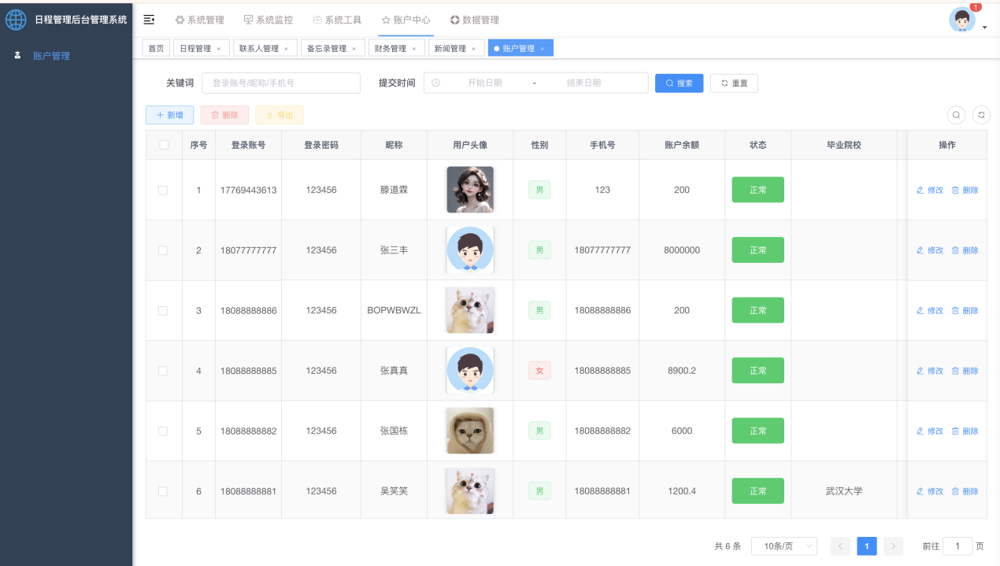 日程管理后台管理系统
系统管理 系统监控 系统工具 账户中心 数据管理
1
账户管理
首页 日程管理 × 联系人管理 × 备忘录管理 × 财务管理 × 新闻管理 × 账户管理 ×
关键词 登录账号/昵称/手机号 提交时间 开始日期 - 结束日期 搜索 重置
新增 删除 导出
序号 登录账号 登录密码 昵称 用户头像 性别 手机号 账户余额 状态 毕业院校 操作
1 17769443613 123456 滕道霖 男 123 200 正常 修改 删除
2 18077777777 123456 张三丰 男 18077777777 8000000 正常 修改 删除
3 18088888886 123456 BOPWBWZL 男 18088888886 200 正常 修改 删除
4 18088888885 123456 张真真 女 18088888885 8900.2 正常 修改 删除
5 18088888882 123456 张国栋 男 18088888882 6000 正常 修改 删除
6 18088888881 123456 吴笑笑 男 18088888881 1200.4 正常 武汉大学 修改 删除
共 6 条 10条/页 < 1 > 前往 1 页